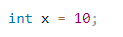 int x = 10;